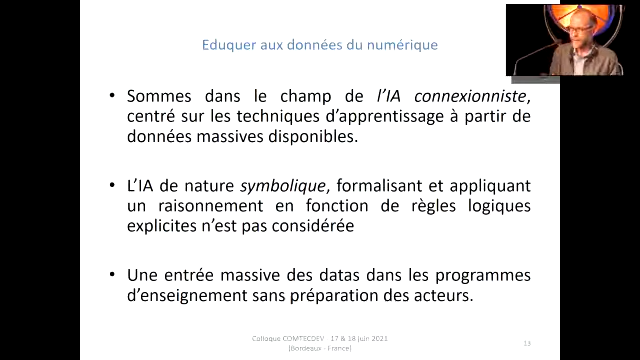 Eduquer aux données du numérique
• Sommes dans le champ de l'IA connexionniste,
centré sur les techniques d'apprentissage à partir de
données massives disponibles.
• L'IA de nature symbolique, formalisant et appliquant
un raisonnement en fonction de règles logiques
explicites n'est pas considérée
• Une entrée massive des datas dans les programmes
d'enseignement sans préparation des acteurs.
Colloque COMTECDEV 17 & 18 juin 2021
[Bordeaux - France]
13